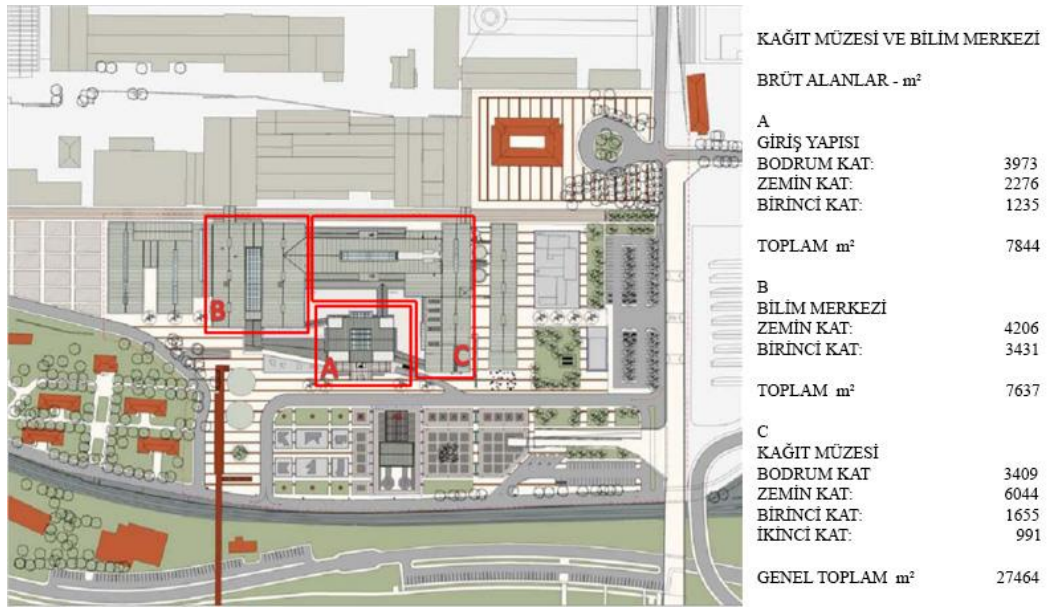 KAĞIT MÜZESİ VE BİLİM MERKEZİ
BRÜT ALANLAR - m²
A
GİRİŞ YAPISI
BODRUM KAT: 3973
ZEMİN KAT: 2276
BİRİNCİ KAT: 1235
TOPLAM m² 7844
B
BİLİM MERKEZİ
ZEMİN KAT: 4206
BİRİNCİ KAT: 3431
TOPLAM m² 7637
C
KAĞIT MÜZESİ
BODRUM KAT 3409
ZEMİN KAT: 6044
BİRİNCİ KAT: 1655
İKİNCİ KAT: 991
GENEL TOPLAM m² 27464
B
A
C